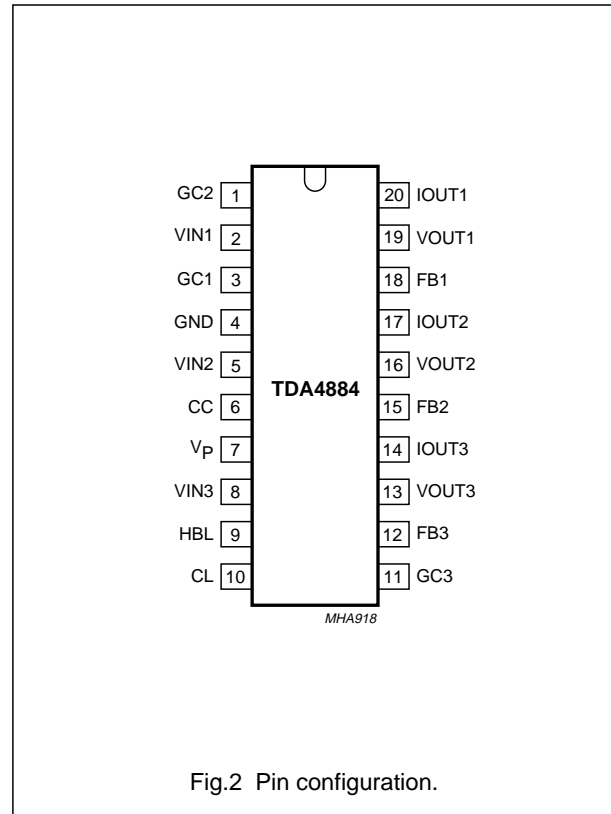 GC2 1 20 IOUT1
VIN1 2 19 VOUT1
GC1 3 18 FB1
GND 4 17 IOUT2
VIN2 5 16 VOUT2
TDA4884
CC 6 15 FB2
VP 7 14 IOUT3
VIN3 8 13 VOUT3
HBL 9 12 FB3
CL 10 11 GC3
MHA918
Fig.2 Pin configuration.